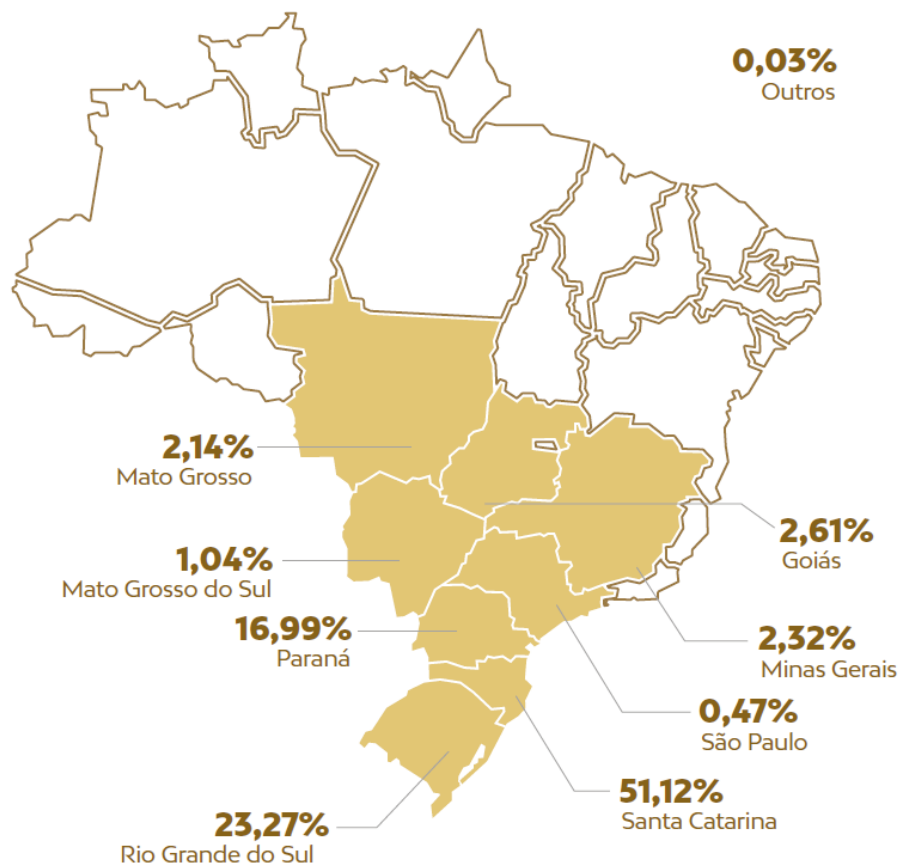 0,03%
Outros
2,14%
Mato Grosso
2,61%
Goiás
1,04%
Mato Grosso do Sul
16,99%
Paraná
2,32%
Minas Gerais
0,47%
São Paulo
51,12%
Santa Catarina
23,27%
Rio Grande do Sul